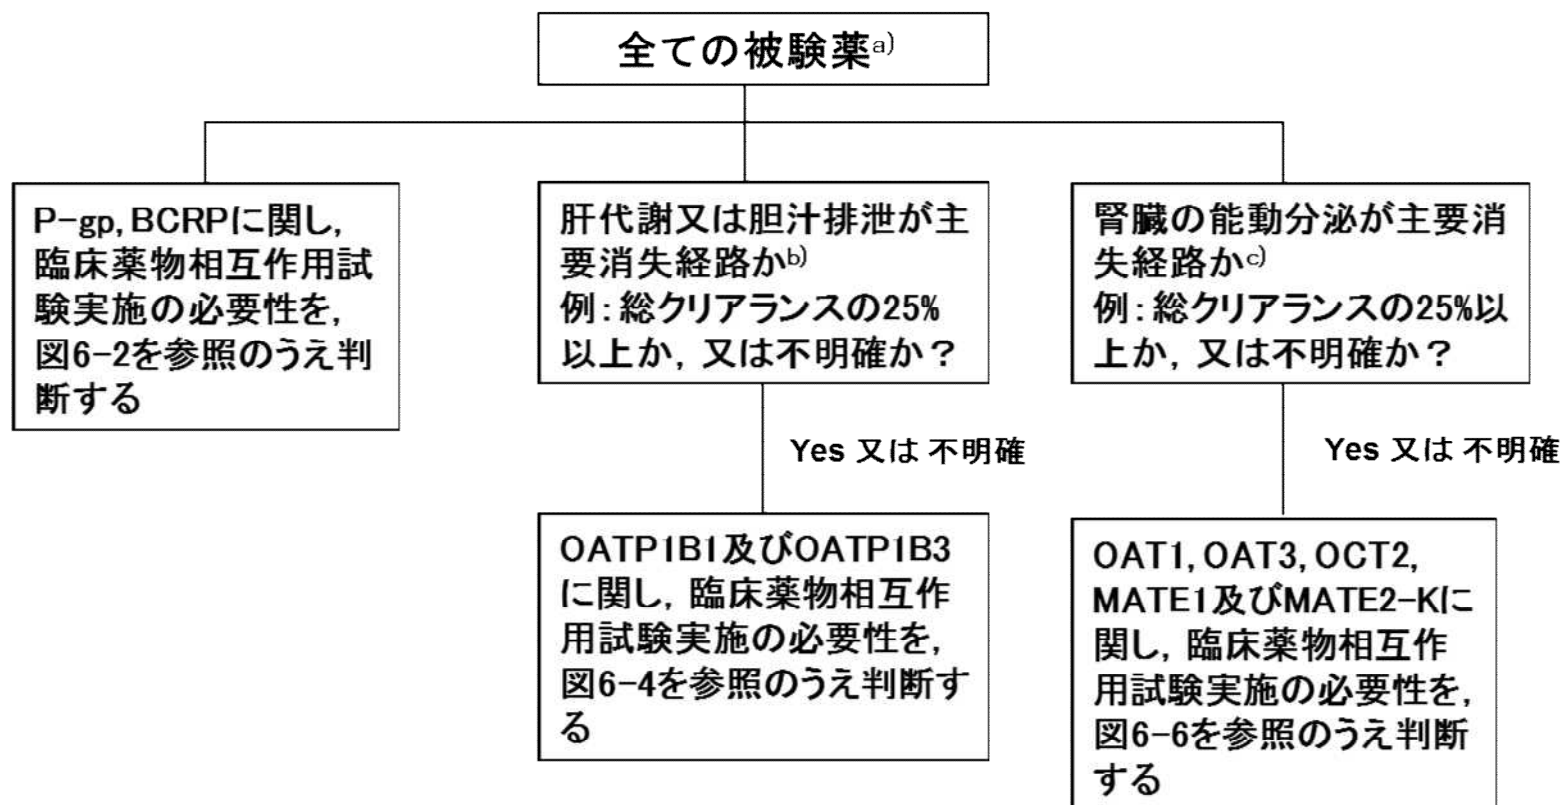 全ての被験薬a)
P-gp, BCRPに関し,
臨床薬物相互作用試
験実施の必要性を,
図6-2を参照のうえ判
断する
肝代謝又は胆汁排泄が主
要消失経路かb)
例：総クリアランスの25%
以上か, 又は不明確か？
腎臓の能動分泌が主要消
失経路かc)
例：総クリアランスの25%以
上か, 又は不明確か？
Yes 又は 不明確
Yes 又は 不明確
OATP1B1及びOATP1B3
に関し, 臨床薬物相互作
用試験実施の必要性を,
図6-4を参照のうえ判断す
る
OAT1, OAT3, OCT2,
MATE1及びMATE2-Kに
関し, 臨床薬物相互作
用試験実施の必要性を,
図6-6を参照のうえ判断
する